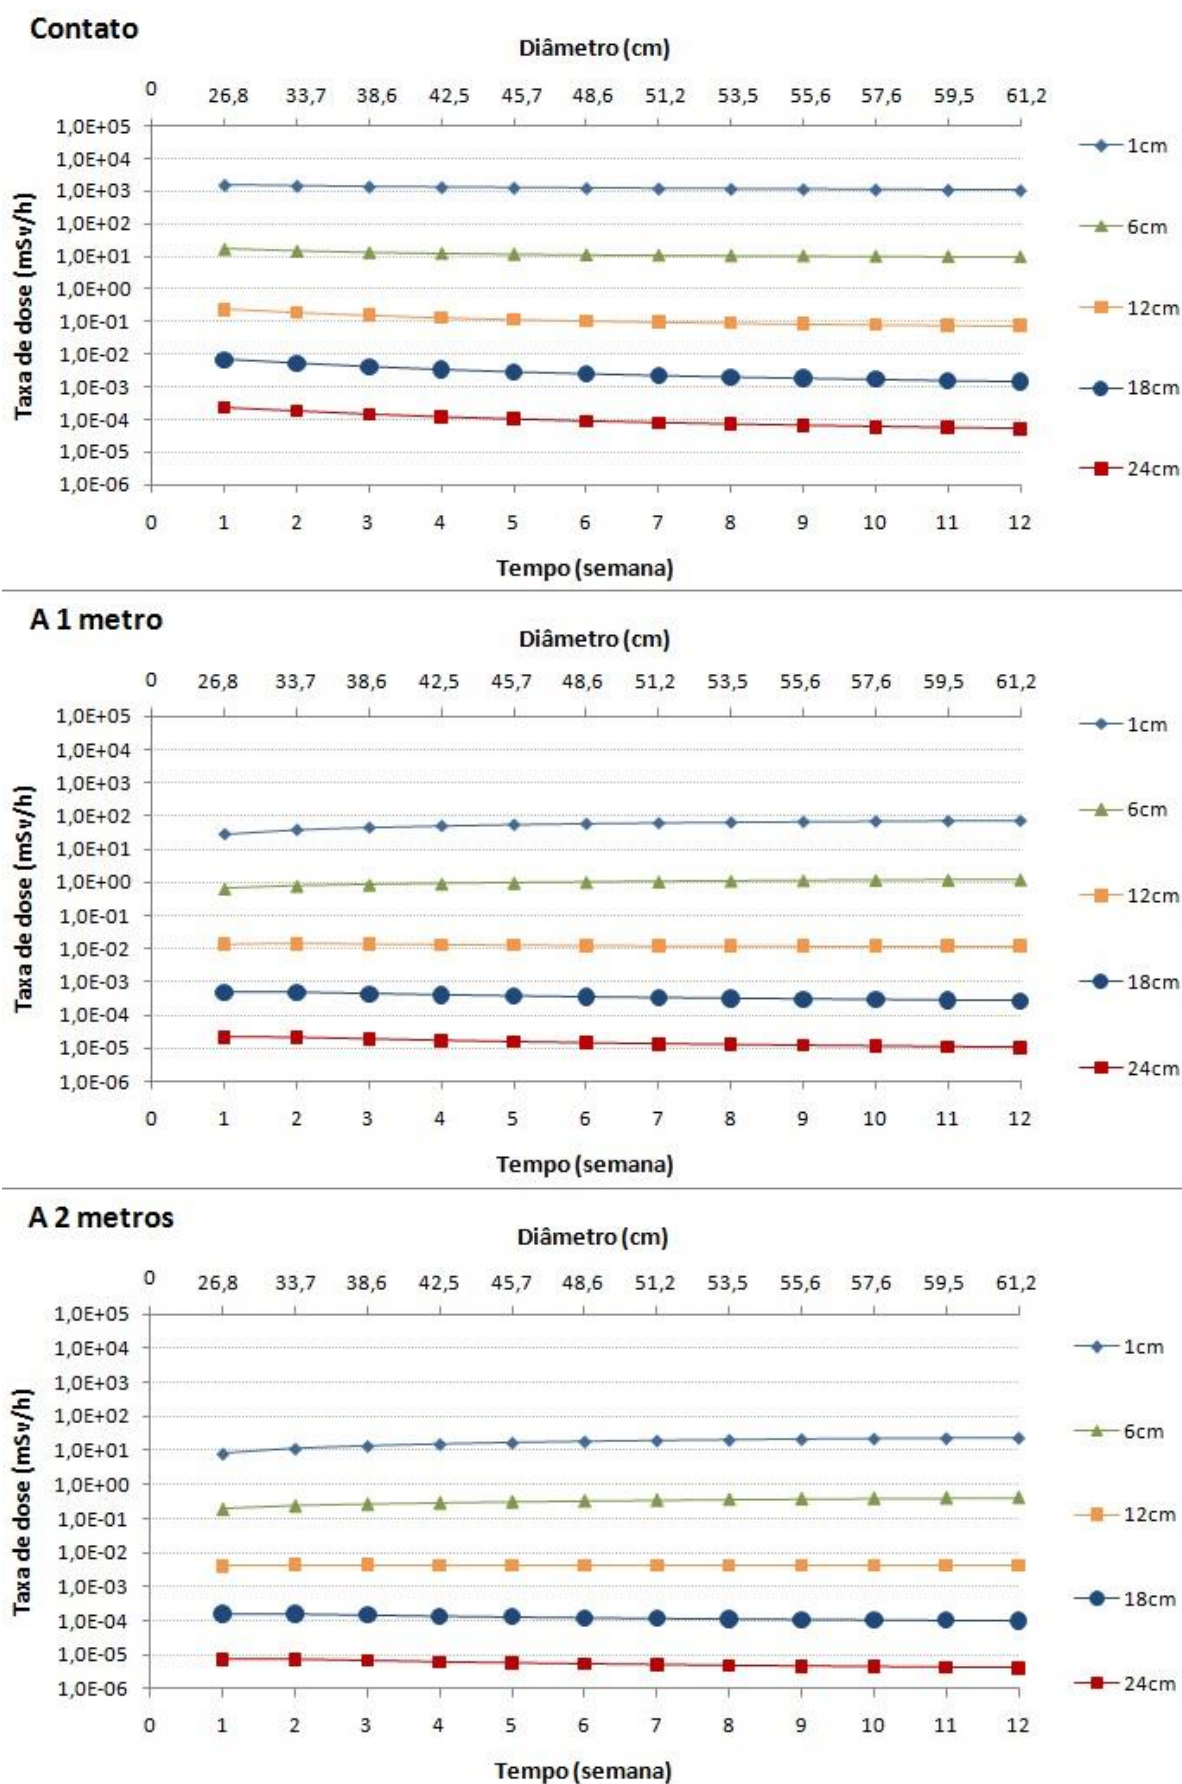 Contato
Diâmetro (cm)
0 26,8 33,7 38,6 42,5 45,7 48,6 51,2 53,5 55,6 57,6 59,5 61,2
Taxa de dose (mSv/h)
1,0E+05
1,0E+04
1,0E+03
1,0E+02
1,0E+01
1,0E+00
1,0E-01
1,0E-02
1,0E-03
1,0E-04
1,0E-05
1,0E-06
1cm
6cm
12cm
18cm
24cm
0 1 2 3 4 5 6 7 8 9 10 11 12
Tempo (semana)
A 1 metro
Diâmetro (cm)
0 26,8 33,7 38,6 42,5 45,7 48,6 51,2 53,5 55,6 57,6 59,5 61,2
Taxa de dose (mSv/h)
1,0E+05
1,0E+04
1,0E+03
1,0E+02
1,0E+01
1,0E+00
1,0E-01
1,0E-02
1,0E-03
1,0E-04
1,0E-05
1,0E-06
1cm
6cm
12cm
18cm
24cm
0 1 2 3 4 5 6 7 8 9 10 11 12
Tempo (semana)
A 2 metros
Diâmetro (cm)
0 26,8 33,7 38,6 42,5 45,7 48,6 51,2 53,5 55,6 57,6 59,5 61,2
Taxa de dose (mSv/h)
1,0E+05
1,0E+04
1,0E+03
1,0E+02
1,0E+01
1,0E+00
1,0E-01
1,0E-02
1,0E-03
1,0E-04
1,0E-05
1,0E-06
1cm
6cm
12cm
18cm
24cm
0 1 2 3 4 5 6 7 8 9 10 11 12
Tempo (semana)